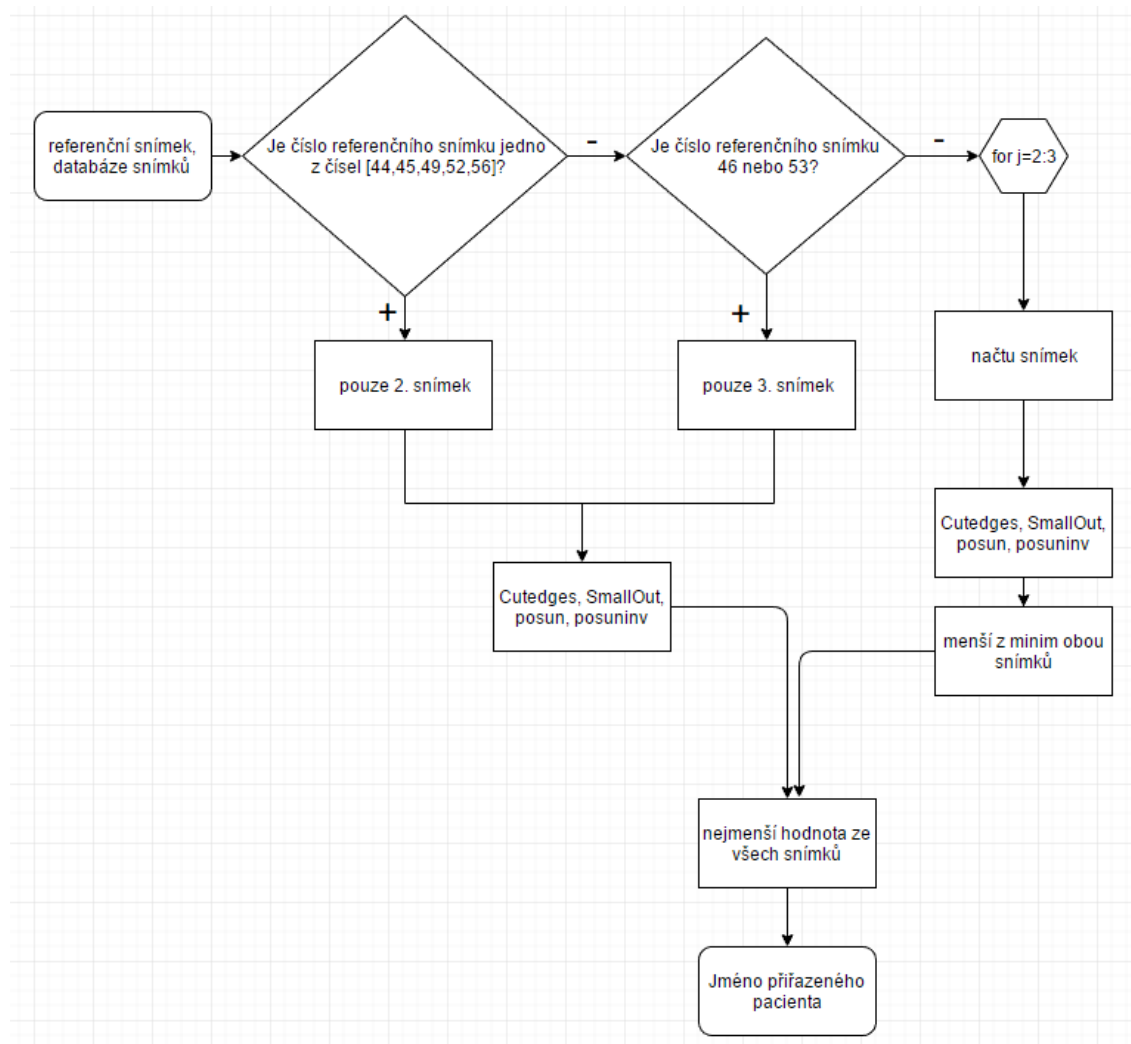 referenční snímek,
databáze snímků
Je číslo referenčního snímku jedno
z čísel [44,45,49,52,56]?
-
Je číslo referenčního snímku
46 nebo 53?
-
for j=2:3
+
+
pouze 2. snímek
pouze 3. snímek
načtu snímek
Cutedges, SmallOut,
posun, posuninv
Cutedges, SmallOut,
posun, posuninv
menší z minim obou
snímků
nejmenší hodnota ze
všech snímků
Jméno přiřazeného
pacienta